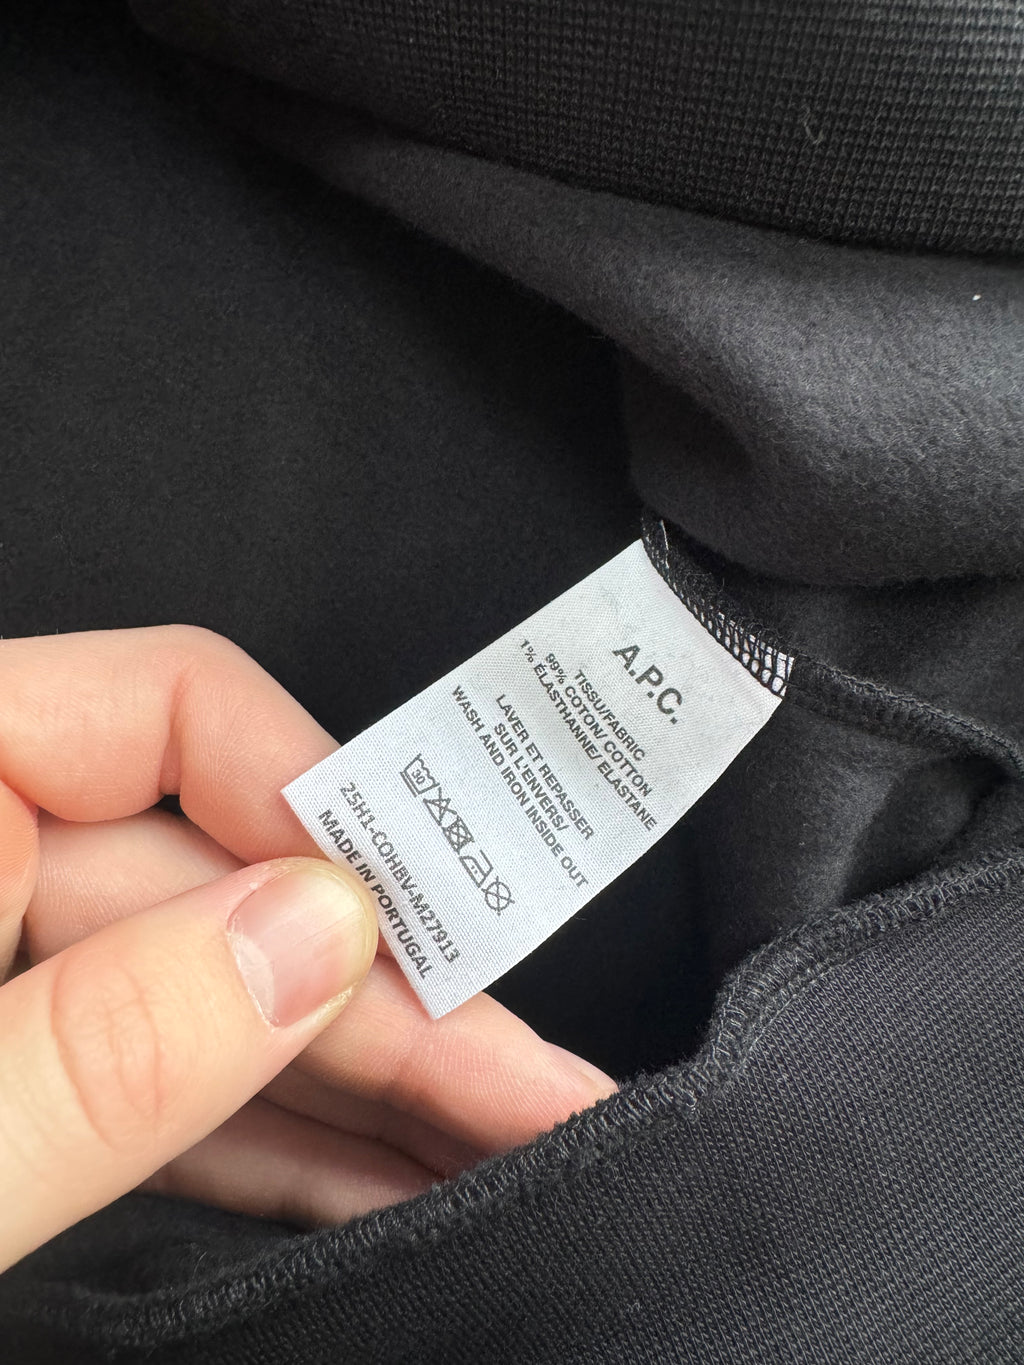 A.P.C.
TISSU/FABRIC
99% COTON/ COTTON
1% ÉLASTHANNE/ ELASTANE
LAVER ET REPASSER
SUR L'ENVERS/
WASH AND IRON INSIDE OUT
30
25H1-COHBV-M27913
MADE IN PORTUGAL